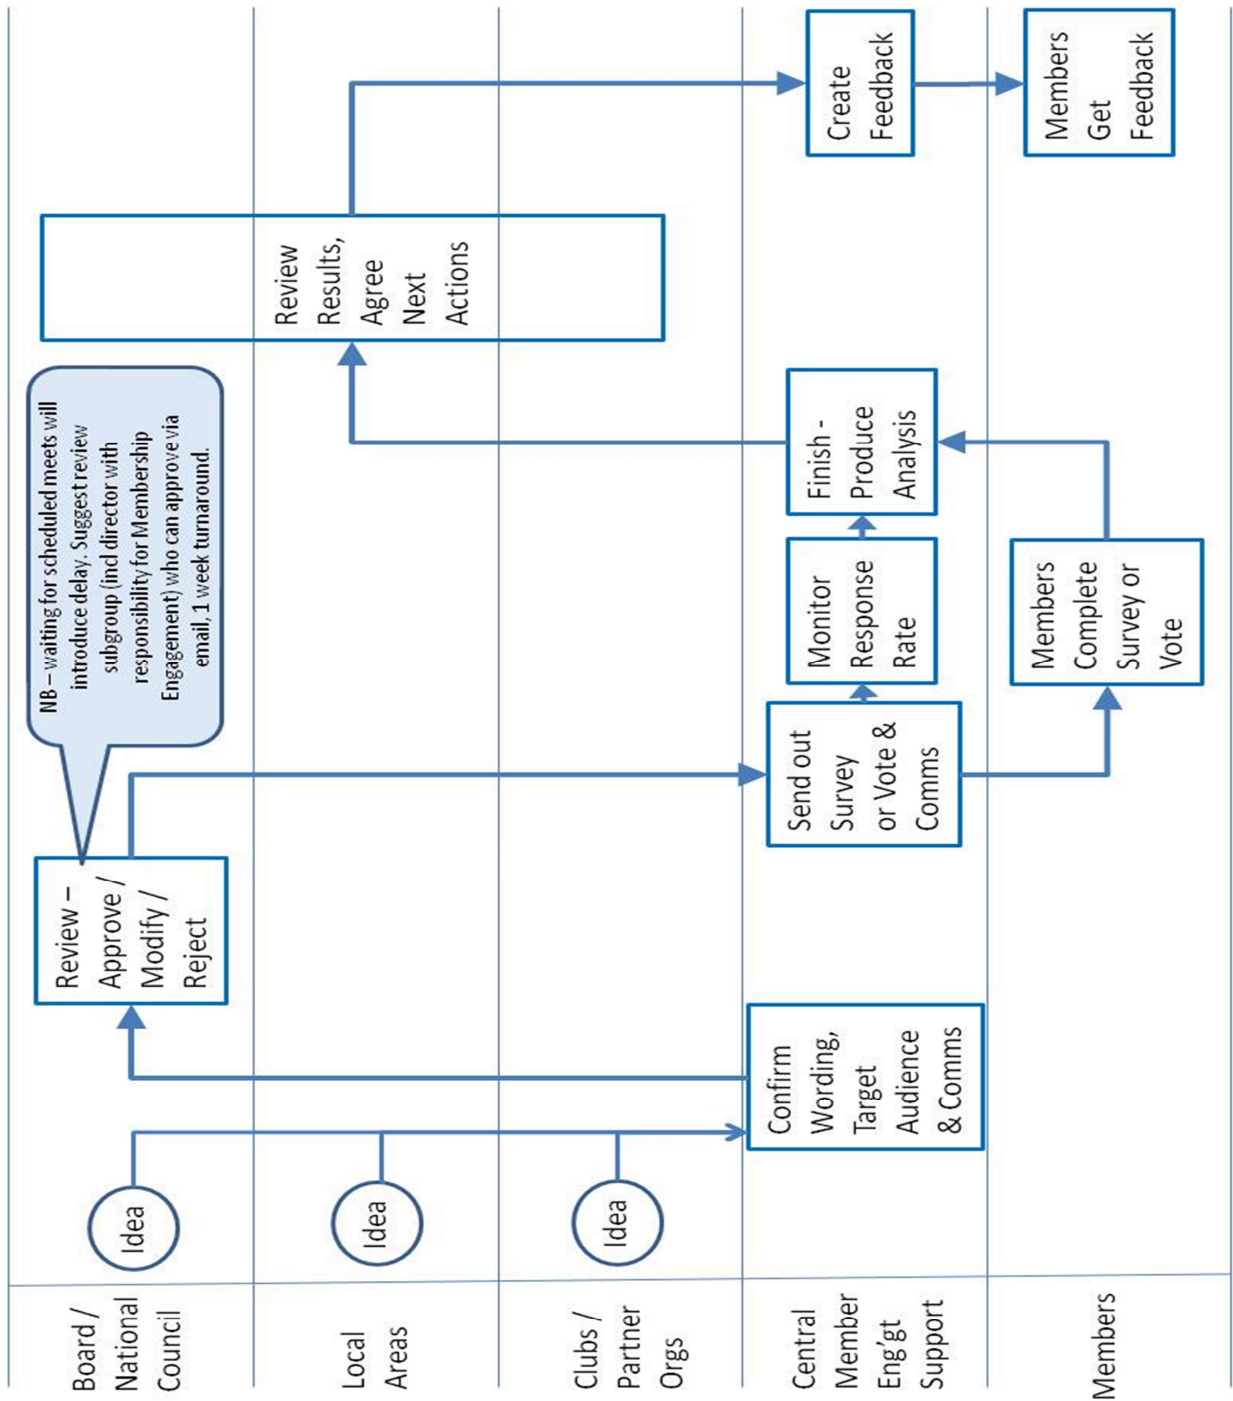 Board /
National
Council
Idea
Review –
Approve /
Modify /
Reject
NB – waiting for scheduled meets will
introduce delay. Suggest review
subgroup (incl director with
responsibility for Membership
Engagement) who can approve via
email, 1 week turnaround.
Local
Areas
Idea
Review
Results,
Agree
Next
Actions
Clubs /
Partner
Orgs
Idea
Central
Member
Eng'gt
Support
Confirm
Wording,
Target
Audience
& Comms
Send out
Survey
or Vote &
Comms
Monitor
Response
Rate
Finish -
Produce
Analysis
Create
Feedback
Members
Members
Complete
Survey or
Vote
Members
Get
Feedback